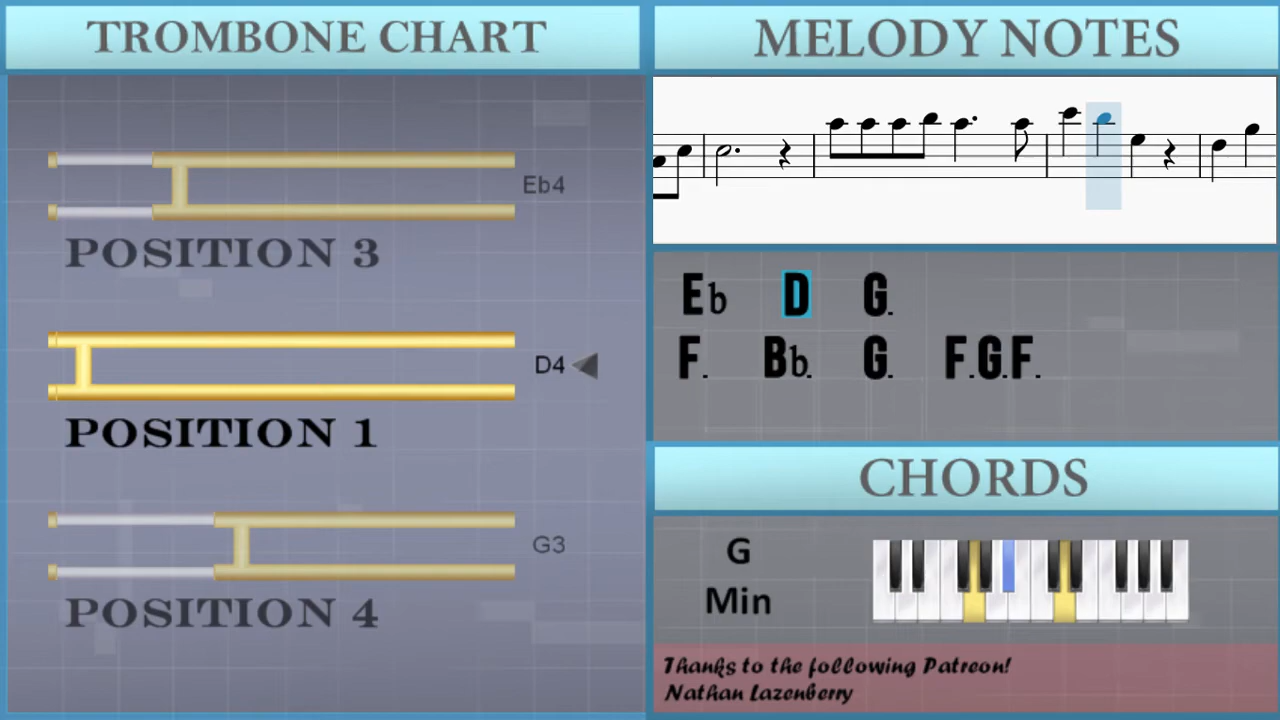 TROMBONE CHART
Eb4
POSITION 3
D4
POSITION 1
G3
POSITION 4
MELODY NOTES
Eb D G.
F. Bb. G. F.G.F.
CHORDS
G
Min
Thanks to the following Patreon!
Nathan Lazenberry